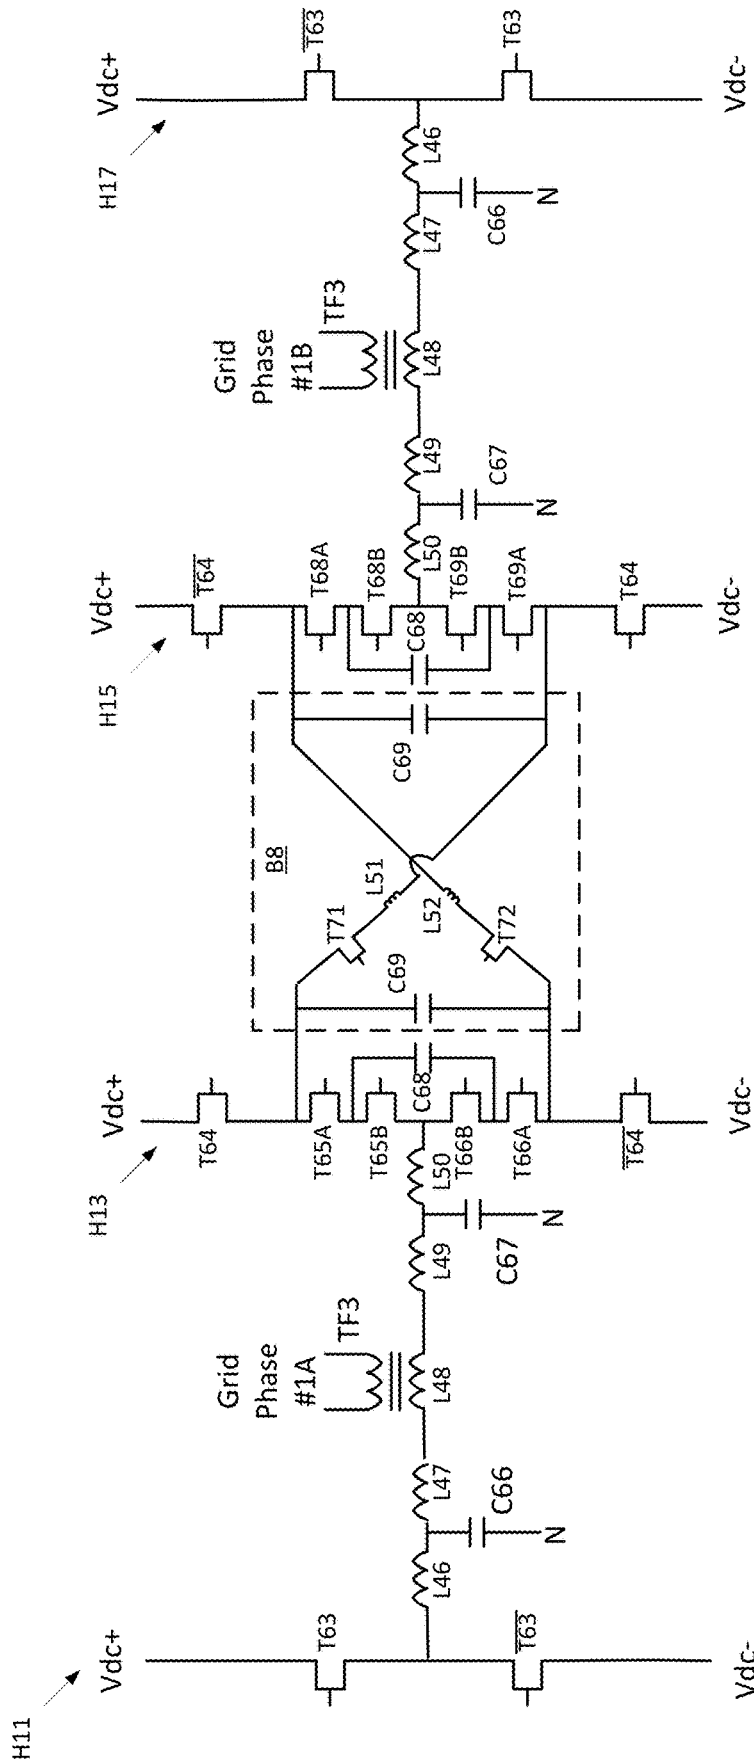 H11
Vdc+
T63
T63
Vdc-
L46
C66
N
L47
Grid
Phase
#1A
TF3
L48
L49
C67
N
L50
H13
Vdc+
T64
T65A
T65B
C68
T66B
T66A
T64
Vdc-
B8
C69
T71
L51
L52
T72
C69
H15
Vdc+
T64
T68A
T68B
C68
T69B
T69A
T64
Vdc-
L50
C67
N
L49
Grid
Phase
#1B
TF3
L48
L47
C66
N
L46
H17
Vdc+
T63
T63
Vdc-